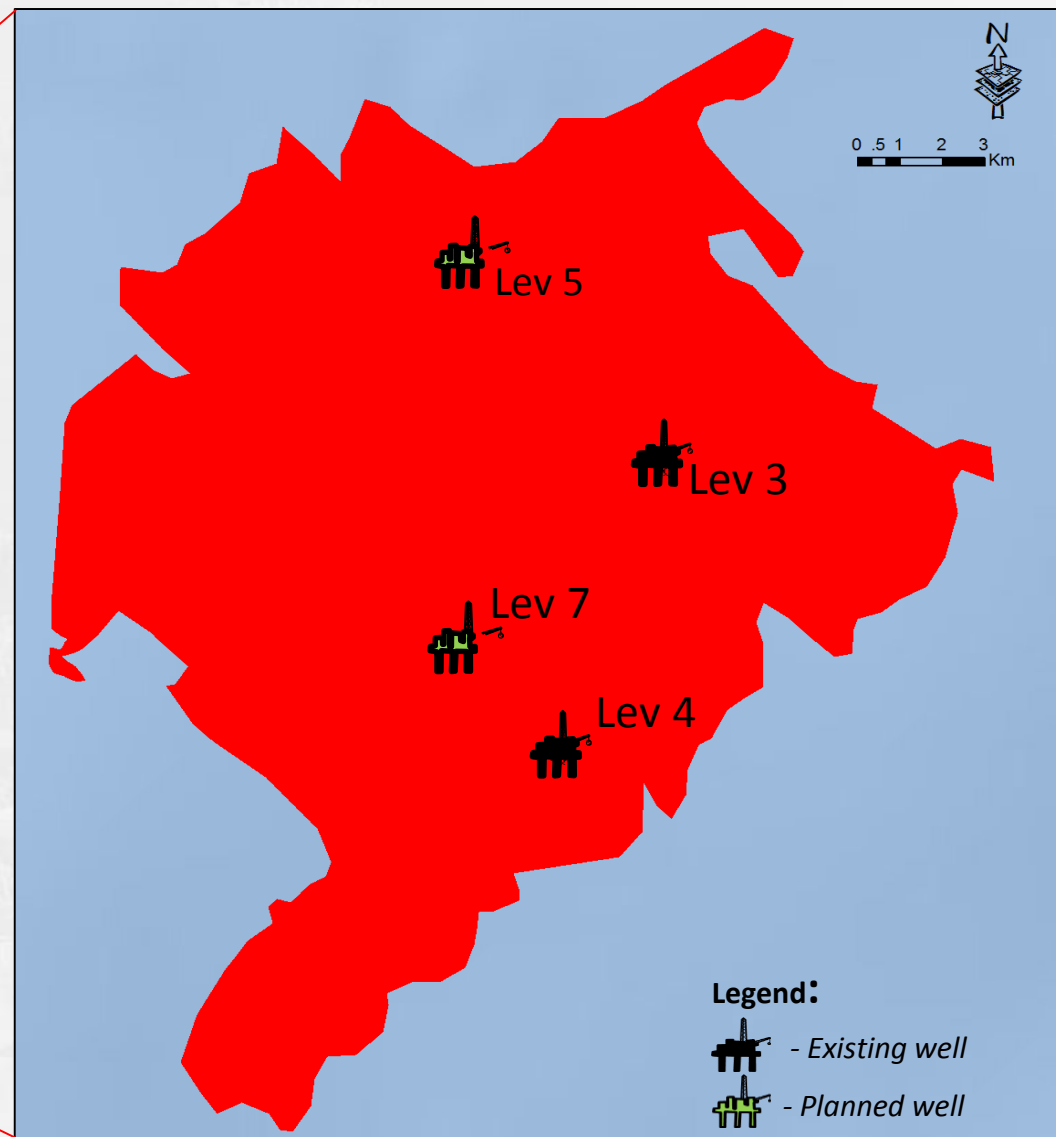 N
0 .5 1 2 3
Km
Lev 5
Lev 3
Lev 7
Lev 4
Legend:
- Existing well
- Planned well